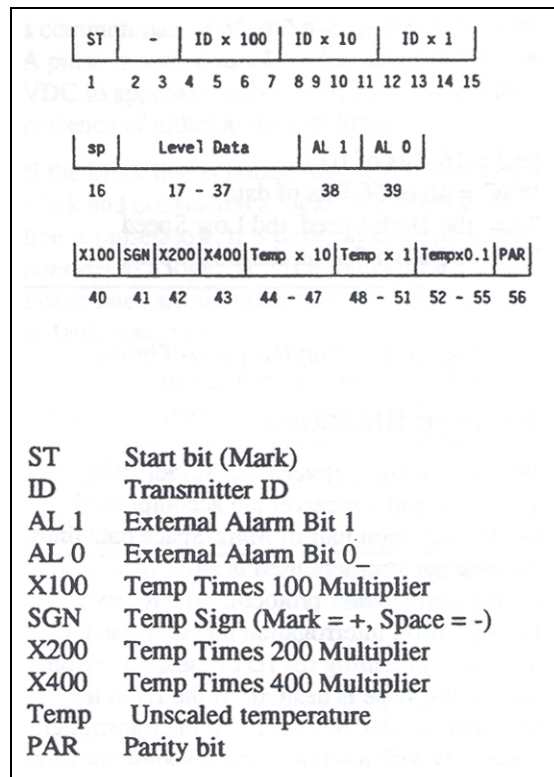 ST - ID x 100 ID x 10 ID x 1
1 2 3 4 5 6 7 8 9 10 11 12 13 14 15
sp Level Data AL 1 AL 0
16 17 - 37 38 39
X100 SGN X200 X400 Temp x 10 Temp x 1 Tempx0.1 PAR
40 41 42 43 44 - 47 48 - 51 52 - 55 56
ST Start bit (Mark)
ID Transmitter ID
AL 1 External Alarm Bit 1
AL 0 External Alarm Bit 0
X100 Temp Times 100 Multiplier
SGN Temp Sign (Mark = +, Space = -)
X200 Temp Times 200 Multiplier
X400 Temp Times 400 Multiplier
Temp Unscaled temperature
PAR Parity bit